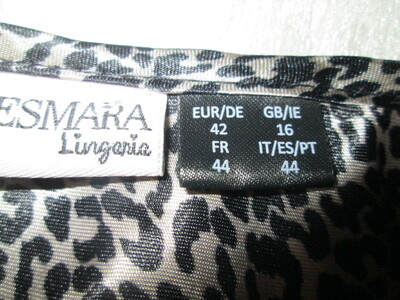 ESMARA
Lingerie
EUR/DE GB/IE
42 16
FR IT/ES/PT
44 44